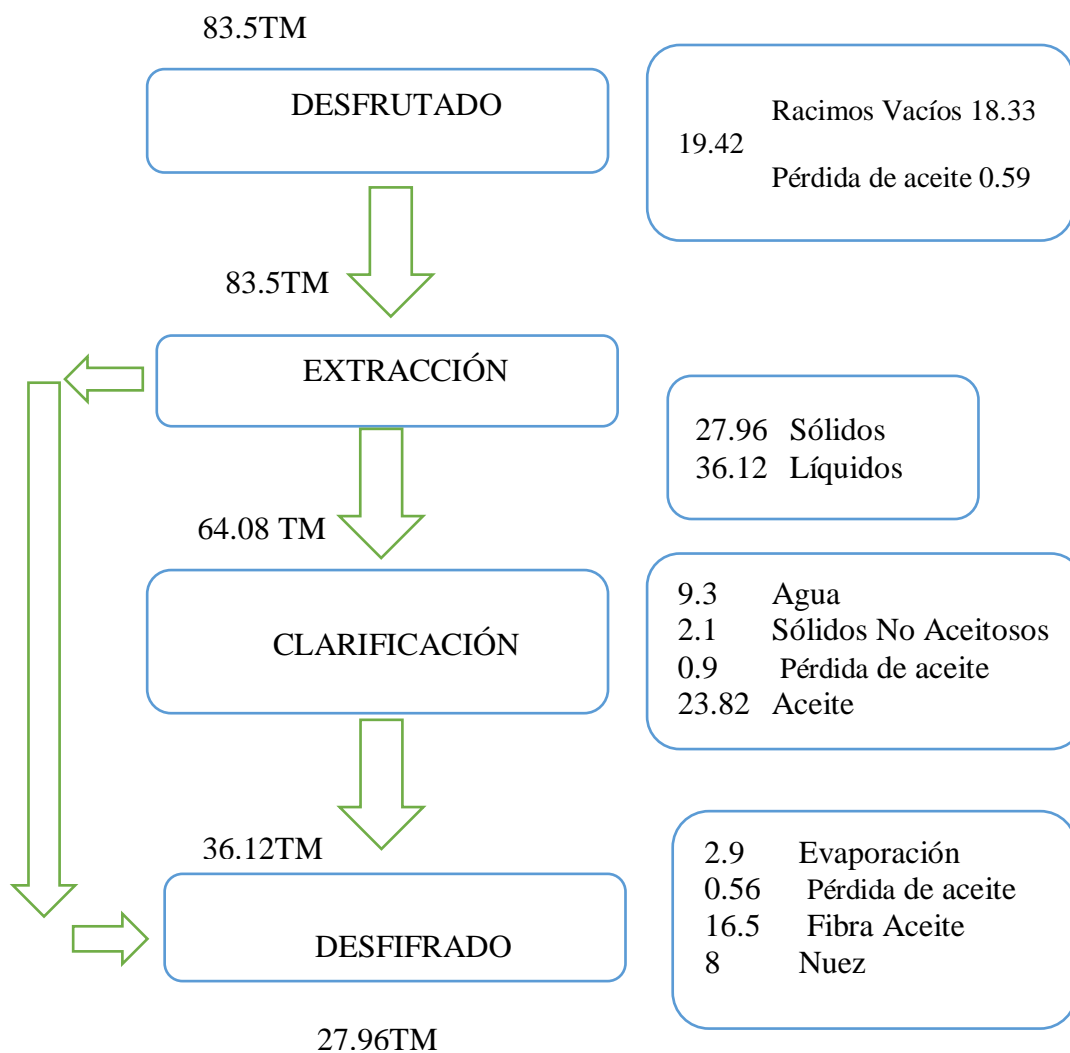 83.5TM
DESFRUTADO
Racimos Vacíos 18.33
19.42
Pérdida de aceite 0.59
83.5TM
EXTRACCIÓN
27.96 Sólidos
36.12 Líquidos
64.08 TM
CLARIFICACIÓN
9.3 Agua
2.1 Sólidos No Aceitosos
0.9 Pérdida de aceite
23.82 Aceite
36.12TM
DESFIFRADO
2.9 Evaporación
0.56 Pérdida de aceite
16.5 Fibra Aceite
8 Nuez
27.96TM